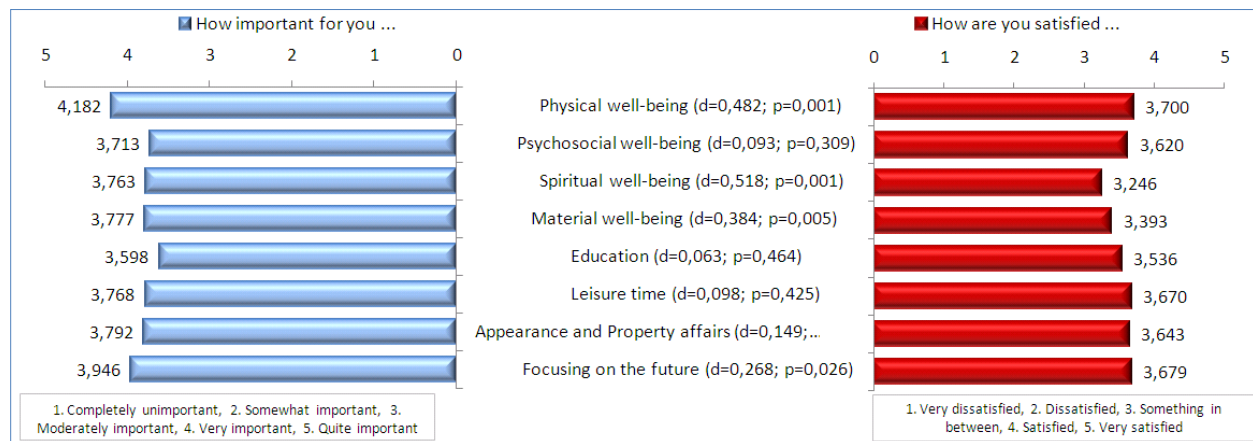 How important for you ...
How are you satisfied ...
5 4 3 2 1 0
0 1 2 3 4 5
4,182 Physical well-being (d=0,482; p=0,001) 3,700
3,713 Psychosocial well-being (d=0,093; p=0,309) 3,620
3,763 Spiritual well-being (d=0,518; p=0,001) 3,246
3,777 Material well-being (d=0,384; p=0,005) 3,393
3,598 Education (d=0,063; p=0,464) 3,536
3,768 Leisure time (d=0,098; p=0,425) 3,670
3,792 Appearance and Property affairs (d=0,149;... 3,643
3,946 Focusing on the future (d=0,268; p=0,026) 3,679
1. Completely unimportant, 2. Somewhat important, 3.
Moderately important, 4. Very important, 5. Quite important
1. Very dissatisfied, 2. Dissatisfied, 3. Something in
between, 4. Satisfied, 5. Very satisfied